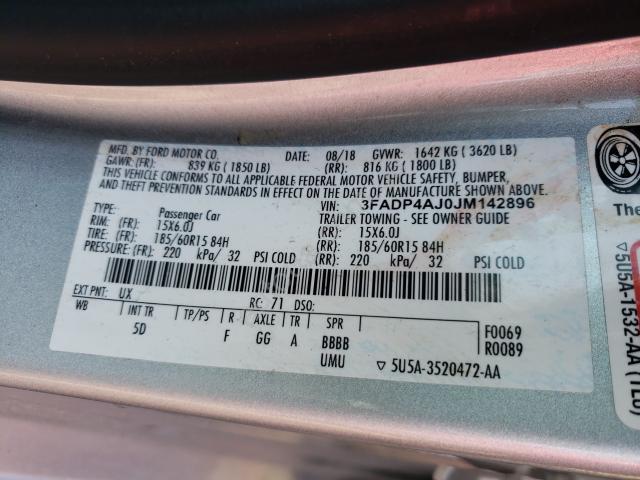 MFD. BY FORD MOTOR CO. DATE: 08/18 GVWR: 1642 KG ( 3620 LB)
GAWR: (FR): 839 KG ( 1850 LB) (RR): 816 KG ( 1800 LB)
THIS VEHICLE CONFORMS TO ALL APPLICABLE FEDERAL MOTOR VEHICLE SAFETY, BUMPER,
AND THEFT PREVENTION STANDARDS IN EFFECT ON THE DATE OF MANUFACTURE SHOWN ABOVE.
VIN: 3FADP4AJ0JM142896
TYPE: Passenger Car TRAILER TOWING - SEE OWNER GUIDE
RIM: (FR): 15X6.0J (RR): 15X6.0J
TIRE: (FR): 185/60R15 84H (RR): 185/60R15 84H
PRESSURE: (FR): 220 kPa/ 32 PSI COLD (RR): 220 kPa/ 32 PSI COLD
EXT PNT: UX RC: 71 DSO:
WB INT TR TP/PS R AXLE TR SPR F0069
5D F GG A BBBB R0089
UMU ▽ 5U5A-3520472-AA
The
▽5U5A-1532-AA (TLS)